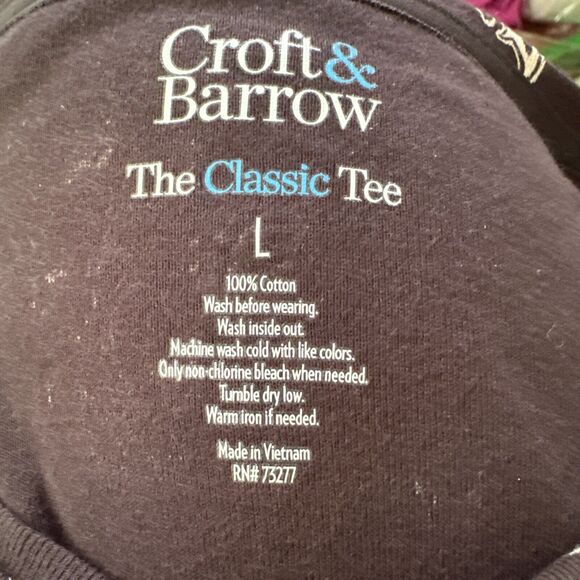 Croft&
Barrow
The Classic Tee
L
100% Cotton
Wash before wearing.
Wash inside out.
Machine wash cold with like colors.
Only non-chlorine bleach when needed.
Tumble dry low.
Warm iron if needed.
Made in Vietnam
RN# 73277